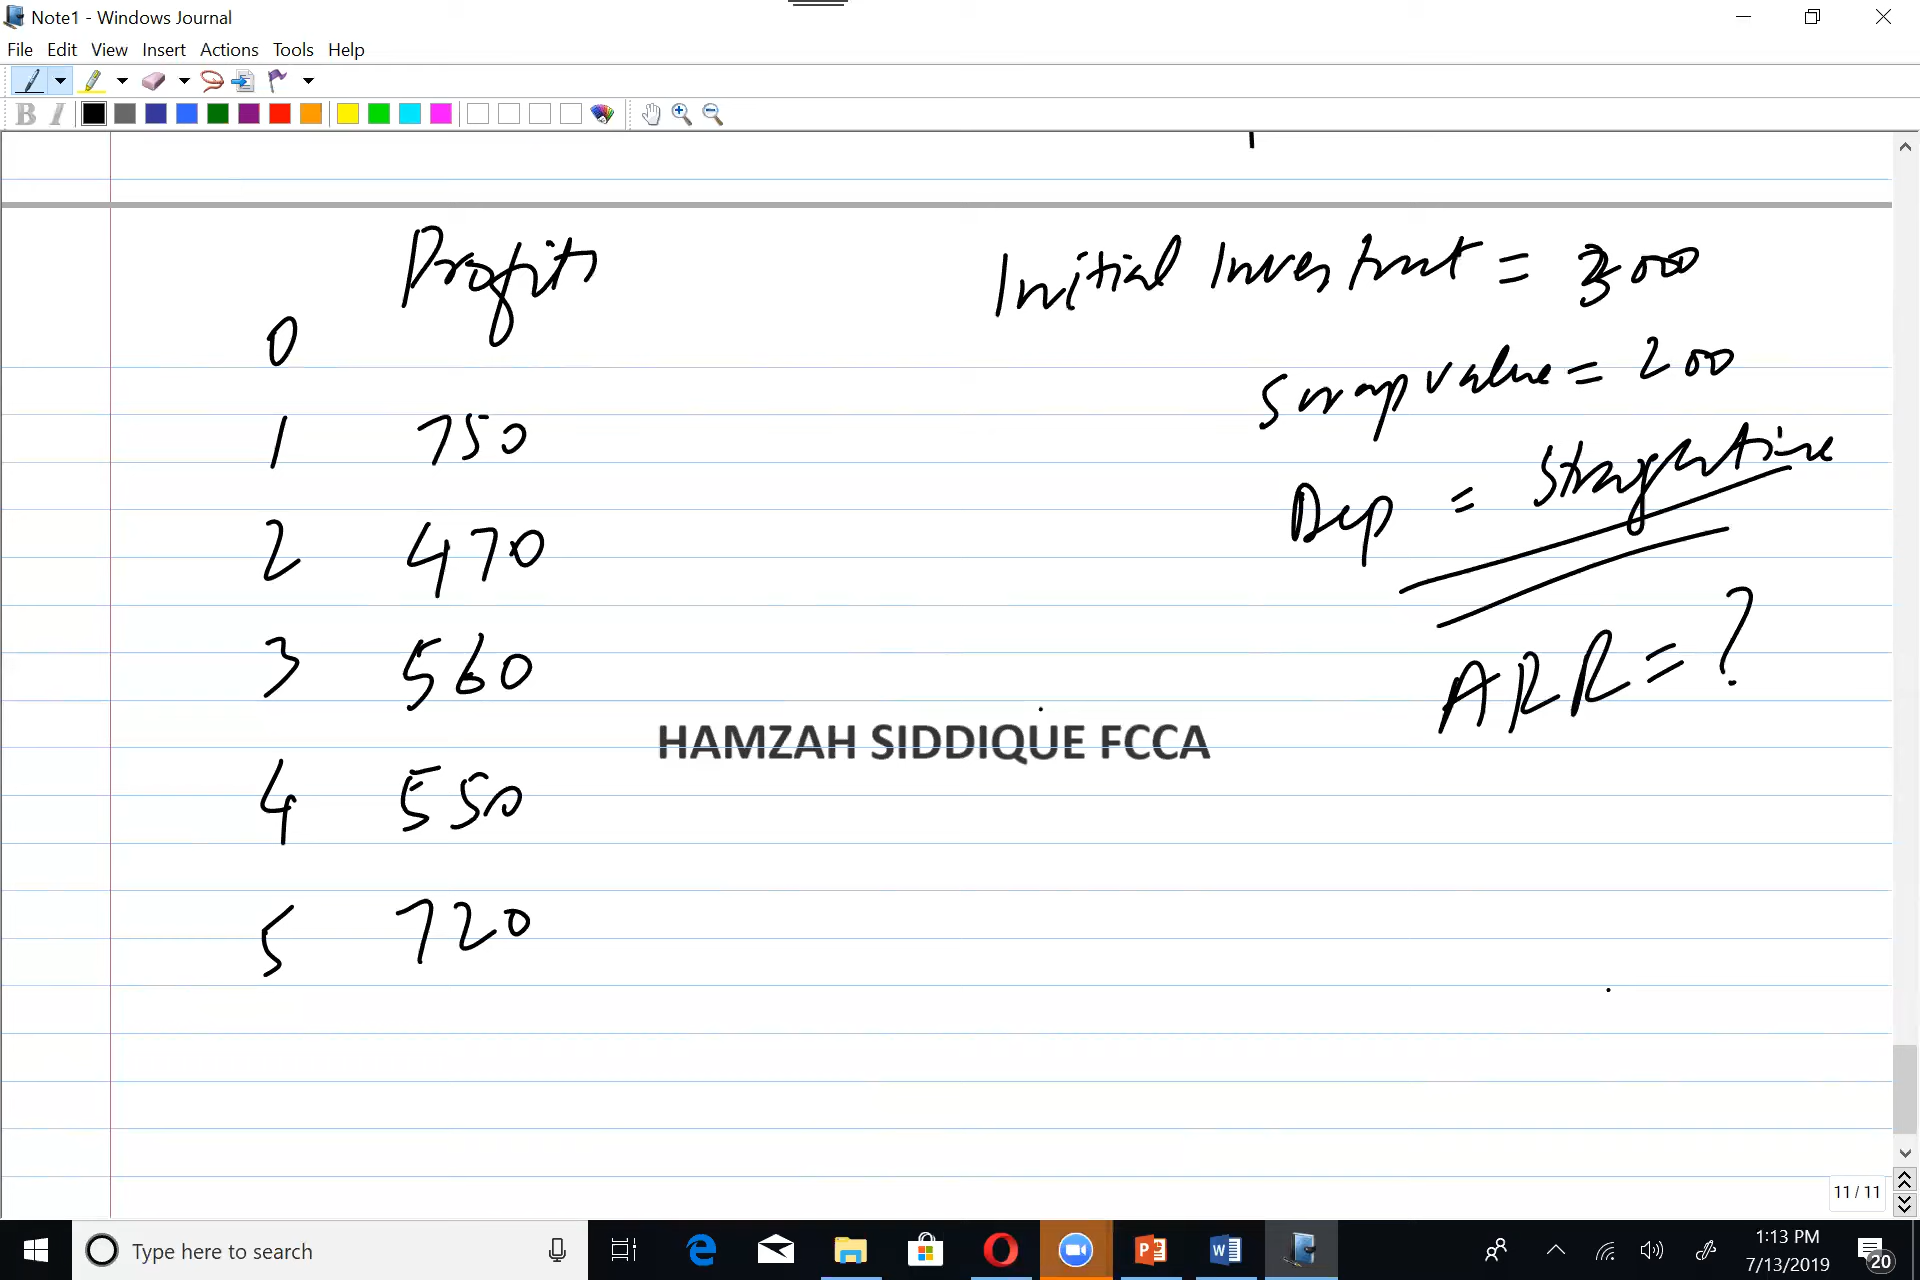 Note1 - Windows Journal
File Edit View Insert Actions Tools Help
B I
Profits
Initial Investment = 3000
0
Scrap value = 200
1 750
Dep = Straight line
2 470
ARR = ?
3 560
HAMZAH SIDDIQUE FCCA
4 550
5 720
11 / 11
Type here to search
1:13 PM
7/13/2019
20